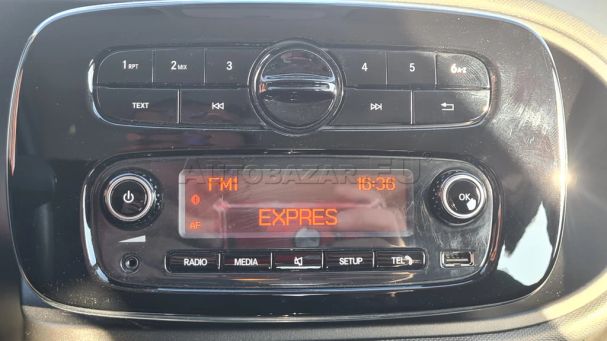 1 RPT 2 MIX 3 4 5 6 A-Z
TEXT
AUTOBAZAR.EU
FM1 16:36
AF
EXPRES
OK
RADIO MEDIA SETUP TEL